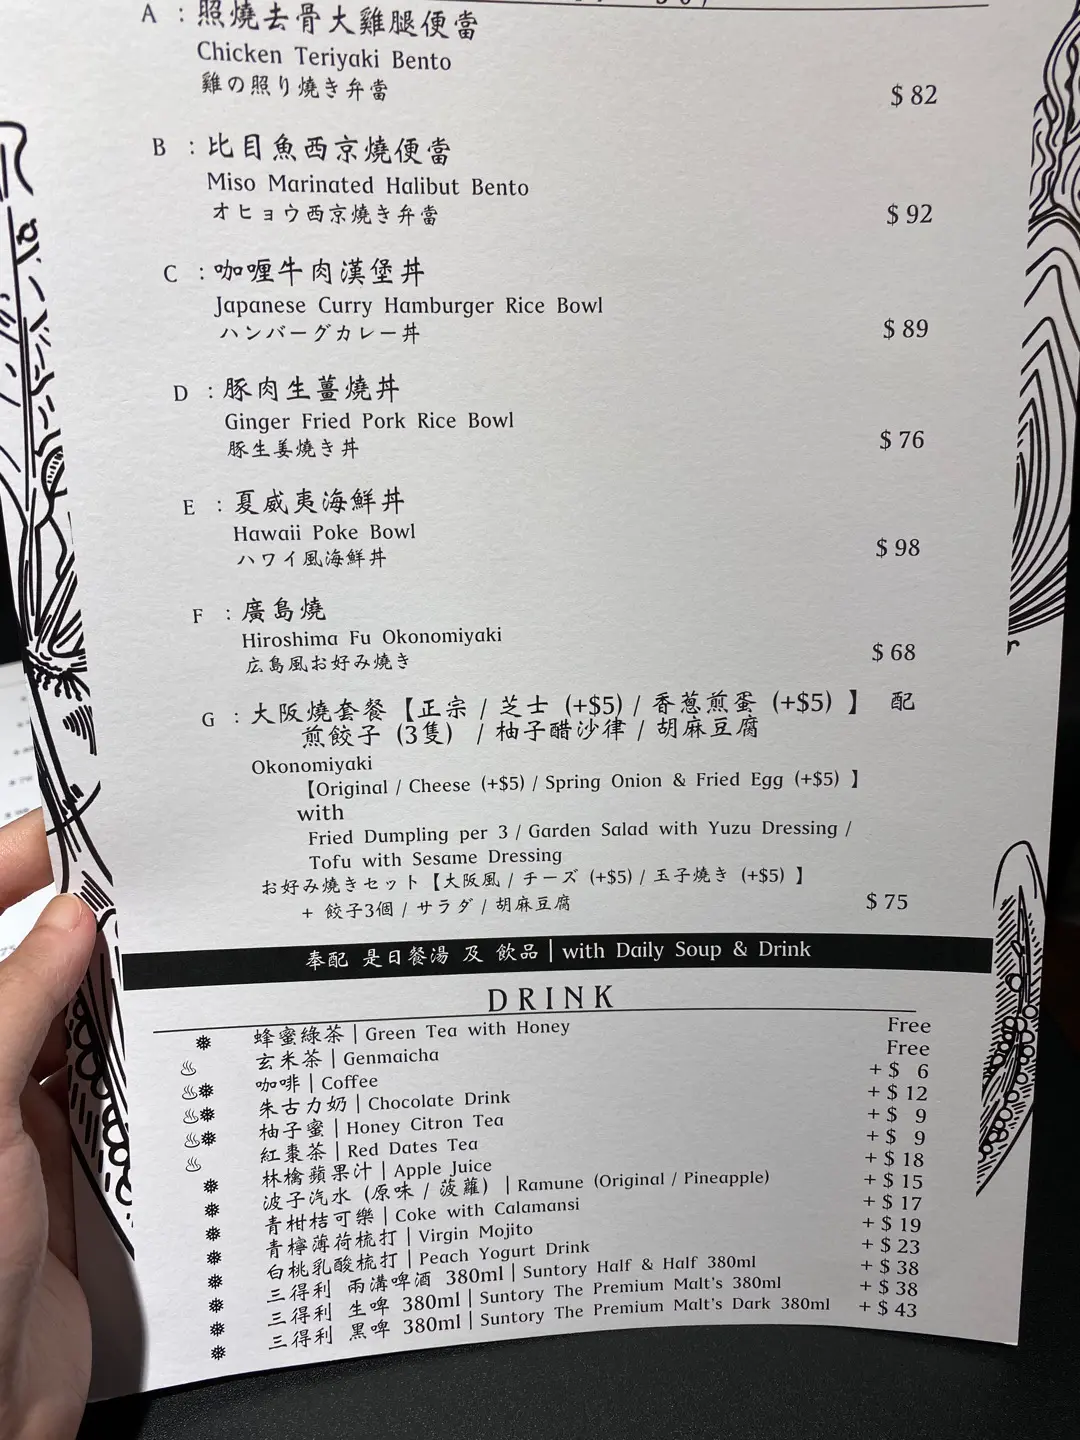 A : 照燒去骨大雞腿便當
Chicken Teriyaki Bento
雞の照り燒き弁當 $ 82
B : 比目魚西京燒便當
Miso Marinated Halibut Bento
オヒョウ西京燒き弁當 $ 92
C : 咖喱牛肉漢堡丼
Japanese Curry Hamburger Rice Bowl
ハンバーグカレー丼 $ 89
D : 豚肉生薑燒丼
Ginger Fried Pork Rice Bowl
豚生姜燒き丼 $ 76
E : 夏威夷海鮮丼
Hawaii Poke Bowl
ハワイ風海鮮丼 $ 98
F : 廣島燒
Hiroshima Fu Okonomiyaki
広島風お好み燒き $ 68
G : 大阪燒套餐【正宗 / 芝士 (+$5) / 香葱煎蛋 (+$5) 】 配
煎餃子 (3隻) / 柚子醋沙律 / 胡麻豆腐
Okonomiyaki
【Original / Cheese (+$5) / Spring Onion & Fried Egg (+$5) 】
with
Fried Dumpling per 3 / Garden Salad with Yuzu Dressing /
Tofu with Sesame Dressing
お好み燒きセット【大阪風 / チーズ (+$5) / 玉子燒き (+$5) 】
+ 餃子3個 / サラダ / 胡麻豆腐 $ 75
奉配 是日餐湯 及 飲品 | with Daily Soup & Drink
DRINK
蜂蜜綠茶 | Green Tea with Honey Free
玄米茶 | Genmaicha Free
咖啡 | Coffee + $ 6
朱古力奶 | Chocolate Drink + $ 12
柚子蜜 | Honey Citron Tea + $ 9
紅棗茶 | Red Dates Tea + $ 9
林檎蘋果汁 | Apple Juice + $ 18
波子汽水 (原味 / 菠蘿) | Ramune (Original / Pineapple) + $ 15
青柑桔可樂 | Coke with Calamansi + $ 17
青檸薄荷梳打 | Virgin Mojito + $ 19
白桃乳酸梳打 | Peach Yogurt Drink + $ 23
三得利 兩溝啤酒 380ml | Suntory Half & Half 380ml + $ 38
三得利 生啤 380ml | Suntory The Premium Malt's 380ml + $ 38
三得利 黑啤 380ml | Suntory The Premium Malt's Dark 380ml + $ 43